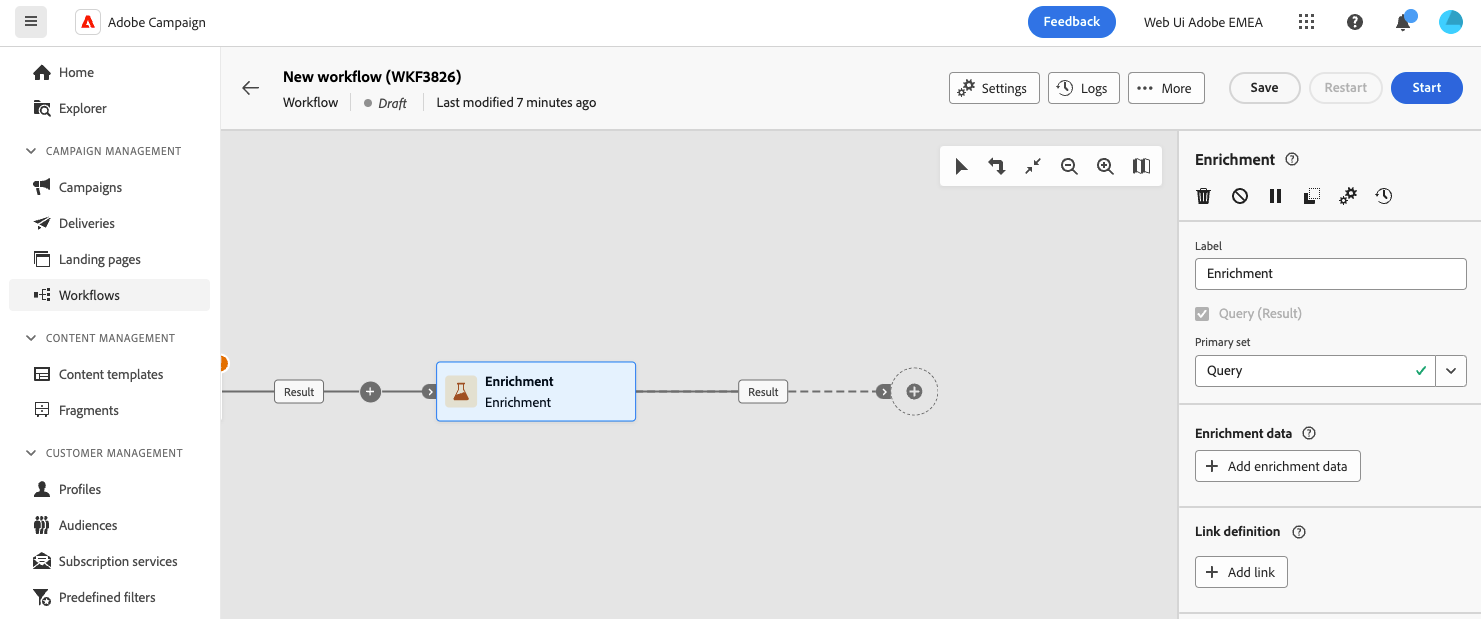 Adobe Campaign
Feedback
Web Ui Adobe EMEA
Home
Explorer
CAMPAIGN MANAGEMENT
Campaigns
Deliveries
Landing pages
Workflows
CONTENT MANAGEMENT
Content templates
Fragments
CUSTOMER MANAGEMENT
Profiles
Audiences
Subscription services
Predefined filters
New workflow (WKF3826)
Workflow
Draft
Last modified 7 minutes ago
Settings
Logs
More
Save
Restart
Start
Result
Enrichment
Enrichment
Result
Enrichment
Label
Enrichment
Query (Result)
Primary set
Query
Enrichment data
Add enrichment data
Link definition
Add link